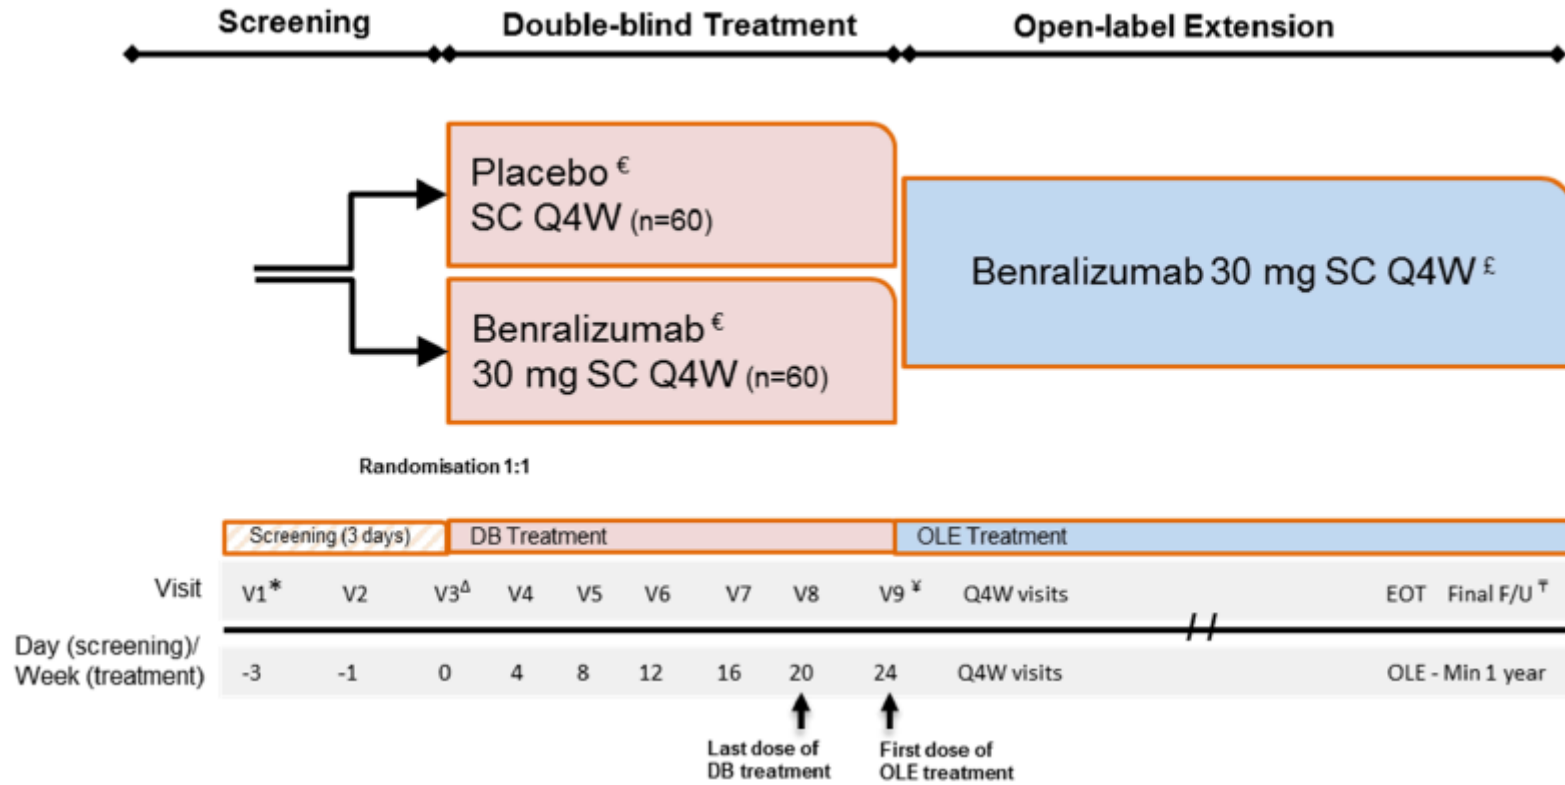 Screening Double-blind Treatment Open-label Extension
Placebo €
SC Q4W (n=60)
Benralizumab €
30 mg SC Q4W (n=60)
Benralizumab 30 mg SC Q4W £
Randomisation 1:1
Screening (3 days) DB Treatment OLE Treatment
Visit V1* V2 V3Δ V4 V5 V6 V7 V8 V9 ¥ Q4W visits EOT Final F/U ₸
Day (screening)/
Week (treatment) -3 -1 0 4 8 12 16 20 24 Q4W visits OLE - Min 1 year
Last dose of
DB treatment
First dose of
OLE treatment